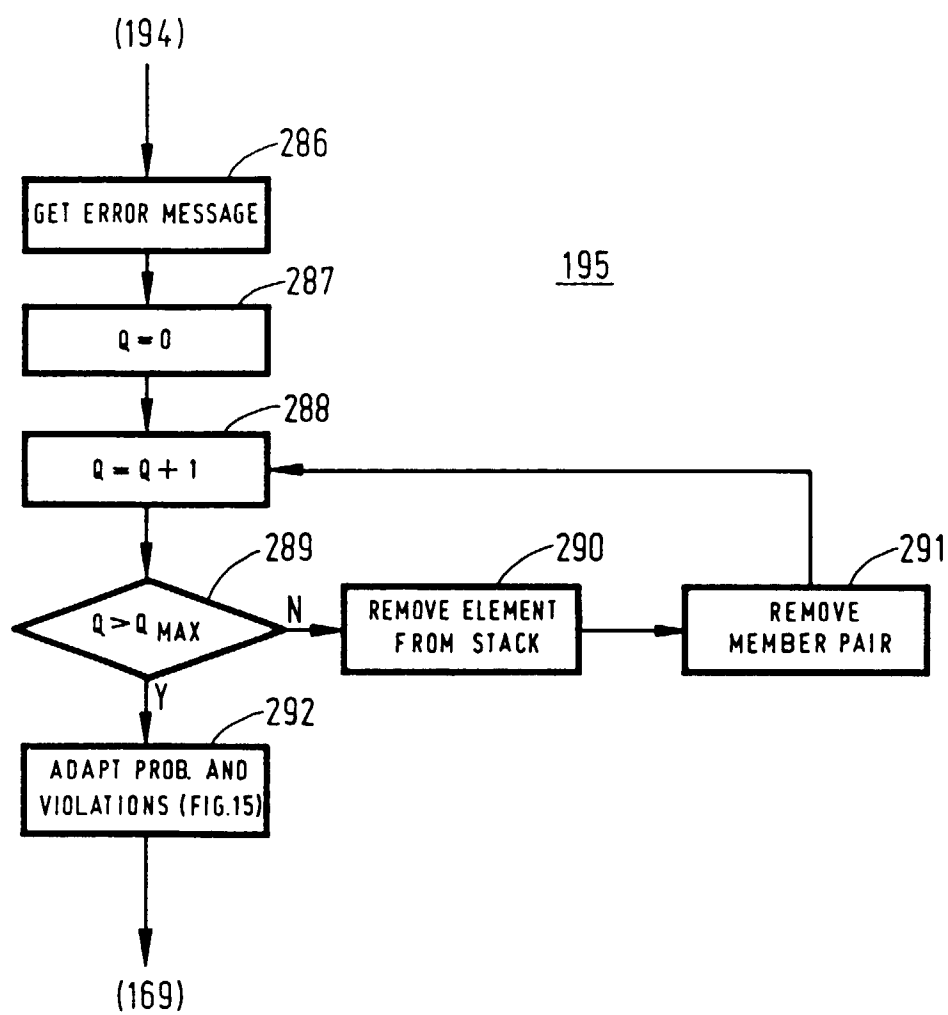 (194)
286
GET ERROR MESSAGE
195
287
Q = 0
288
Q = Q + 1
289
Q > Q MAX
N
290
REMOVE ELEMENT
FROM STACK
291
REMOVE
MEMBER PAIR
Y
292
ADAPT PROB. AND
VIOLATIONS (FIG.15)
(169)